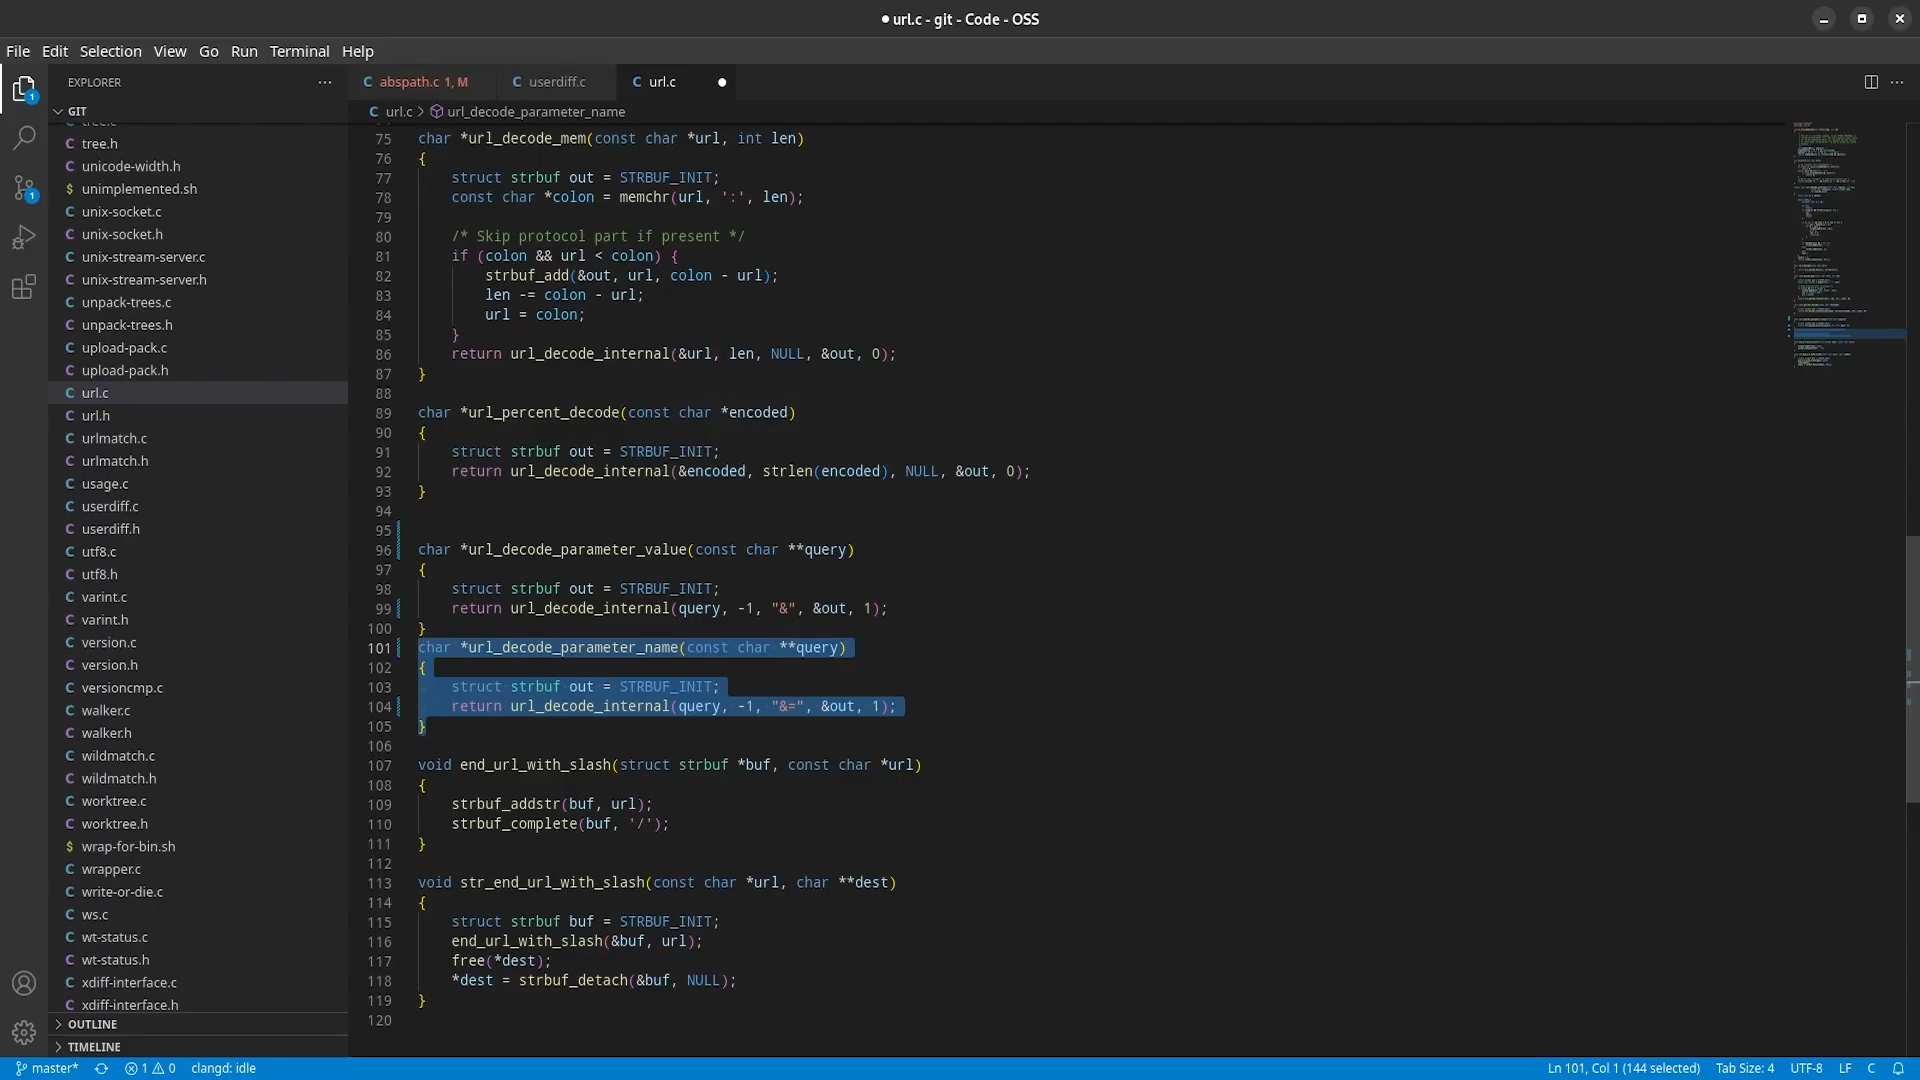 url.c - git - Code - OSS
File Edit Selection View Go Run Terminal Help
EXPLORER
GIT
tree.c
tree.h
unicode-width.h
$ unimplemented.sh
C unix-socket.c
C unix-socket.h
C unix-stream-server.c
C unix-stream-server.h
C unpack-trees.c
C unpack-trees.h
C upload-pack.c
C upload-pack.h
C url.c
C url.h
C urlmatch.c
C urlmatch.h
C usage.c
C userdiff.c
C userdiff.h
C utf8.c
C utf8.h
C varint.c
C varint.h
C version.c
C version.h
C versioncmp.c
C walker.c
C walker.h
C wildmatch.c
C wildmatch.h
C worktree.c
C worktree.h
$ wrap-for-bin.sh
C wrapper.c
C write-or-die.c
C ws.c
C wt-status.c
C wt-status.h
C xdiff-interface.c
C xdiff-interface.h
OUTLINE
TIMELINE
1
1
C abspath.c 1, M C userdiff.c C url.c
C url.c > url_decode_parameter_name
75 char *url_decode_mem(const char *url, int len)
76 {
77 struct strbuf out = STRBUF_INIT;
78 const char *colon = memchr(url, ':', len);
79
80 /* Skip protocol part if present */
81 if (colon && url < colon) {
82 strbuf_add(&out, url, colon - url);
83 len -= colon - url;
84 url = colon;
85 }
86 return url_decode_internal(&url, len, NULL, &out, 0);
87 }
88
89 char *url_percent_decode(const char *encoded)
90 {
91 struct strbuf out = STRBUF_INIT;
92 return url_decode_internal(&encoded, strlen(encoded), NULL, &out, 0);
93 }
94
95
96 char *url_decode_parameter_value(const char **query)
97 {
98 struct strbuf out = STRBUF_INIT;
99 return url_decode_internal(query, -1, "&", &out, 1);
100 }
101 char *url_decode_parameter_name(const char **query)
102 {
103 struct strbuf out = STRBUF_INIT;
104 return url_decode_internal(query, -1, "&=", &out, 1);
105 }
106
107 void end_url_with_slash(struct strbuf *buf, const char *url)
108 {
109 strbuf_addstr(buf, url);
110 strbuf_complete(buf, '/');
111 }
112
113 void str_end_url_with_slash(const char *url, char **dest)
114 {
115 struct strbuf buf = STRBUF_INIT;
116 end_url_with_slash(&buf, url);
117 free(*dest);
118 *dest = strbuf_detach(&buf, NULL);
119 }
120
master* 1 0 clangd: idle Ln 101, Col 1 (144 selected) Tab Size: 4 UTF-8 LF C